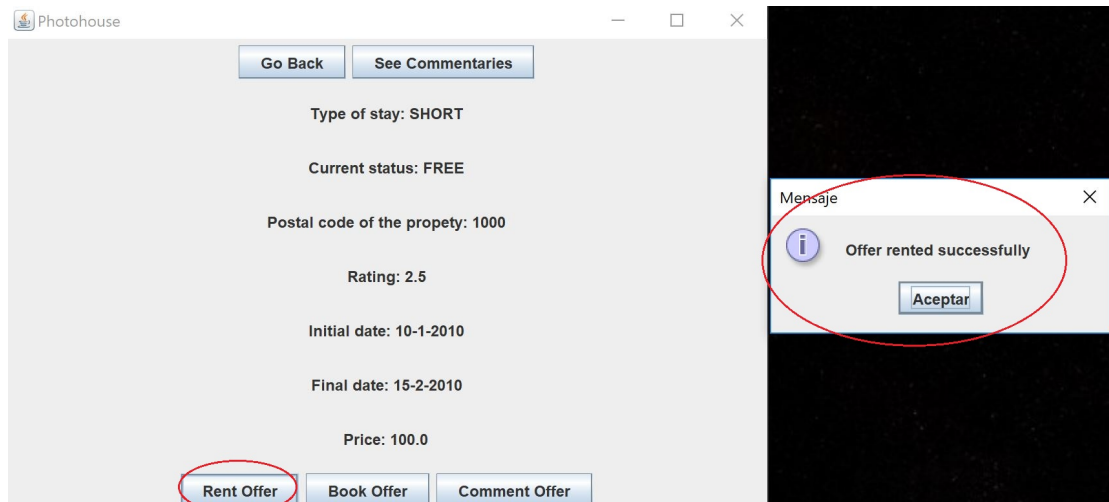 Photohouse
Go Back See Commentaries
Type of stay: SHORT
Current status: FREE
Postal code of the propety: 1000
Rating: 2.5
Initial date: 10-1-2010
Final date: 15-2-2010
Price: 100.0
Rent Offer Book Offer Comment Offer
Mensaje
i Offer rented successfully
Aceptar